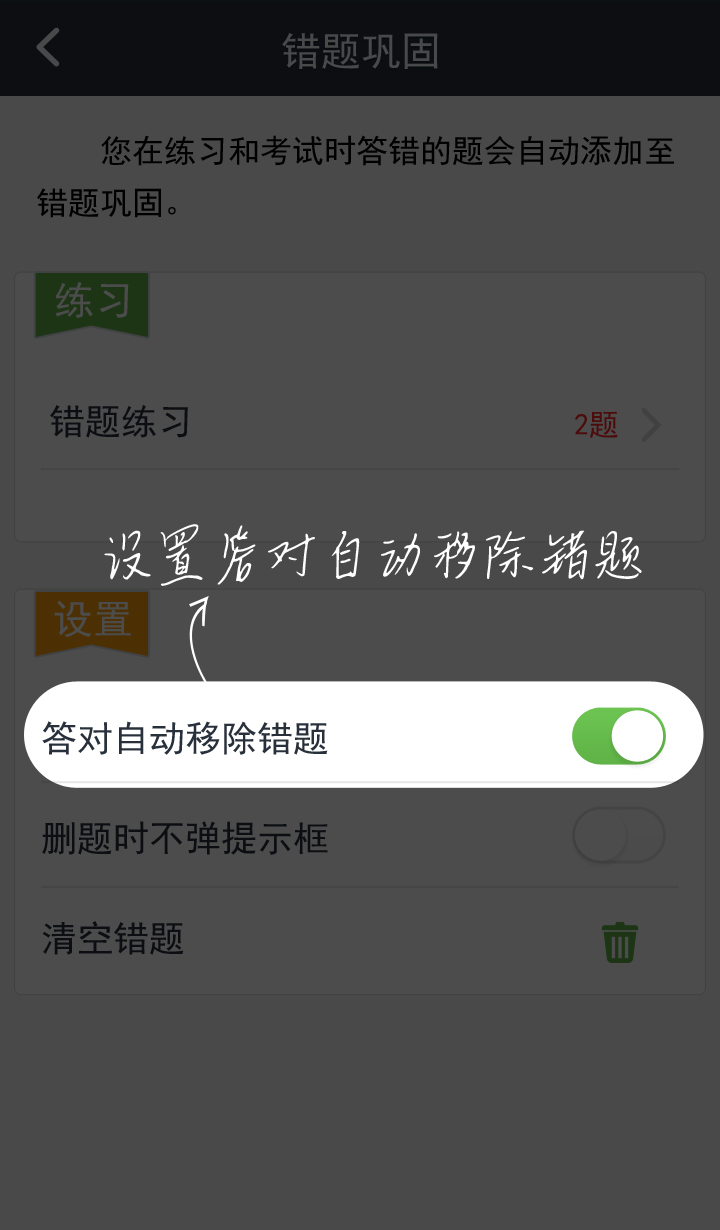 错题巩固
您在练习和考试时答错的题会自动添加至
错题巩固。
练习
错题练习 2题
设置答对自动移除错题
设置
答对自动移除错题
删题时不弹提示框
清空错题